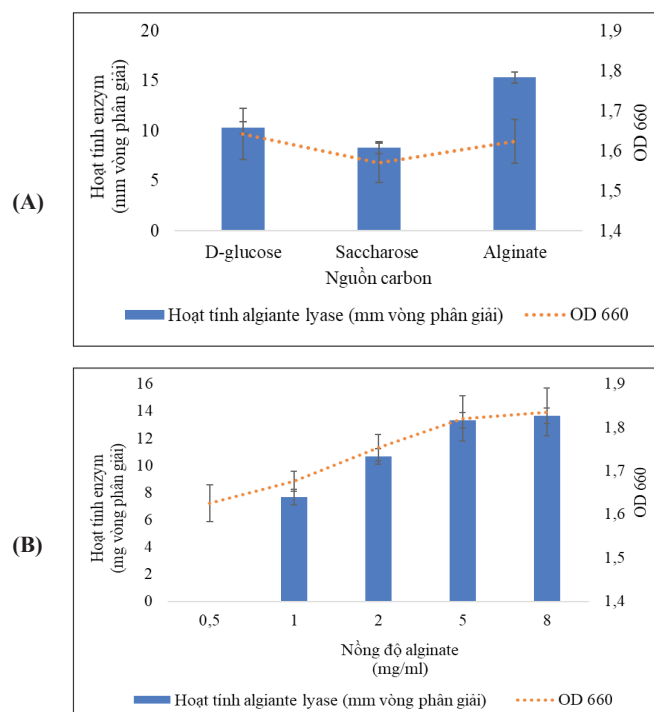 (A)
Hoạt tính enzym
(mm vòng phân giải)
20
15
10
5
0
1,9
1,8
1,7
1,6
1,5
1,4
OD 660
D-glucose Saccharose Alginate
Nguồn carbon
Hoạt tính algiante lyase (mm vòng phân giải) OD 660
(B)
Hoạt tính enzym
(mg vòng phân giải)
16
14
12
10
8
6
4
2
0
1,9
1,8
1,7
1,6
1,5
1,4
OD 660
0,5 1 2 5 8
Nồng độ alginate
(mg/ml)
Hoạt tính algiante lyase (mm vòng phân giải) OD 660